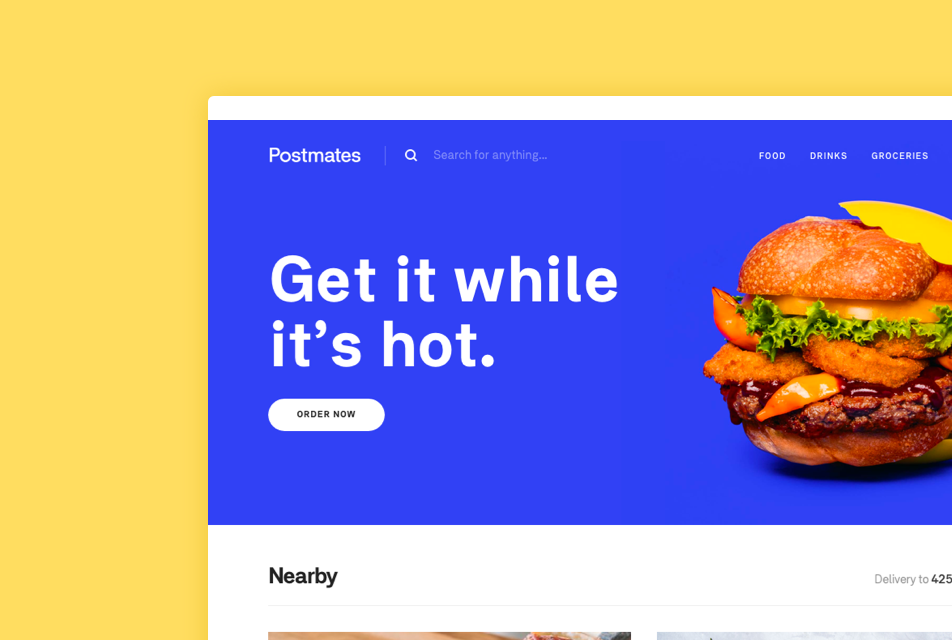 Postmates
Search for anything...
FOOD DRINKS GROCERIES
Get it while
it’s hot.
ORDER NOW
Nearby
Delivery to 425